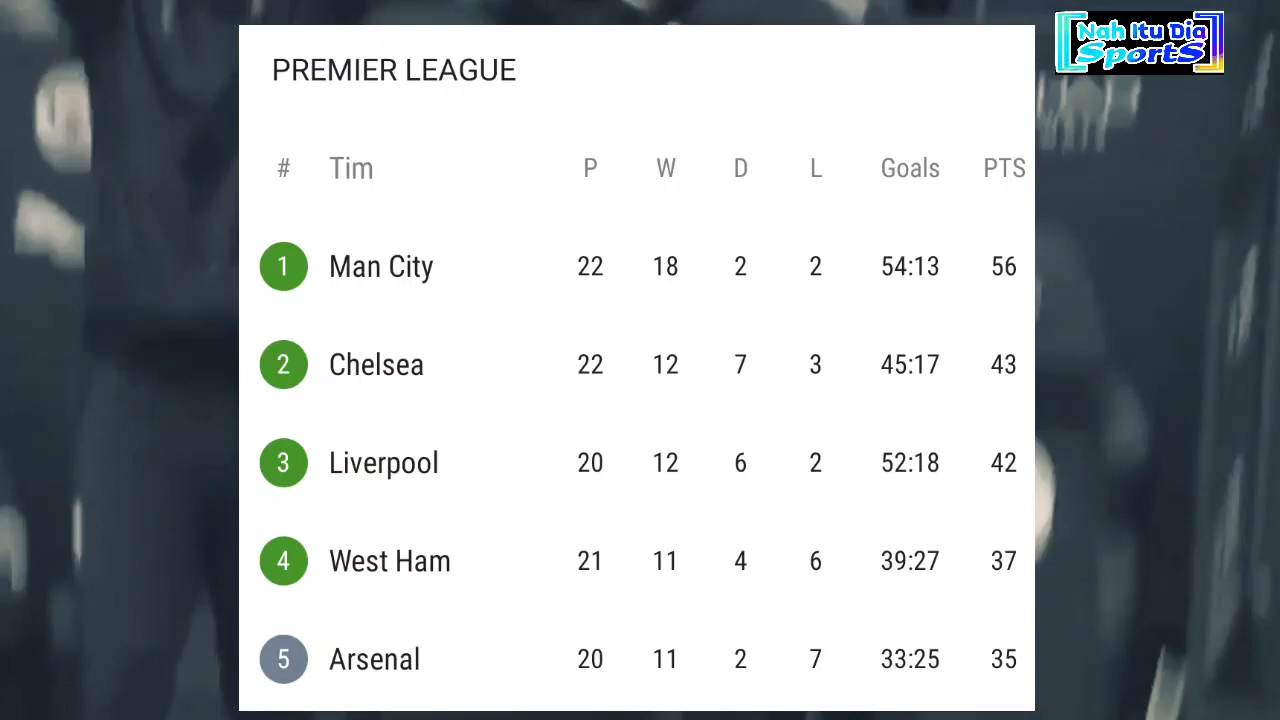 Nah Itu Dia
Sports
PREMIER LEAGUE
# Tim P W D L Goals PTS
1 Man City 22 18 2 2 54:13 56
2 Chelsea 22 12 7 3 45:17 43
3 Liverpool 20 12 6 2 52:18 42
4 West Ham 21 11 4 6 39:27 37
5 Arsenal 20 11 2 7 33:25 35